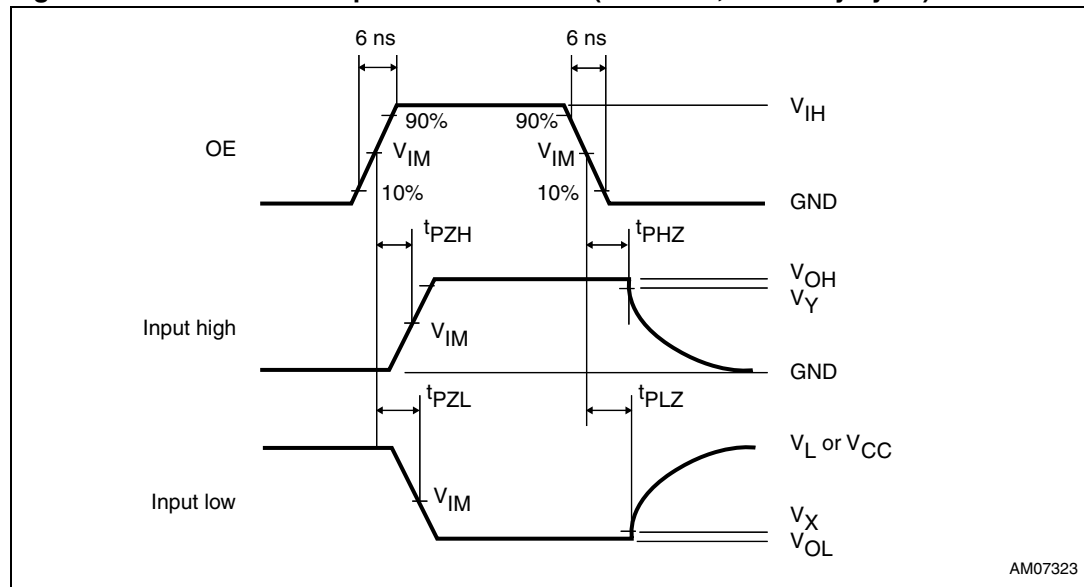 6 ns 6 ns
V_IH
90% 90%
OE V_IM V_IM
10% 10%
GND
t_PZH t_PHZ
V_OH
V_Y
Input high V_IM
GND
t_PZL t_PLZ
V_L or V_CC
Input low V_IM
V_X
V_OL
AM07323